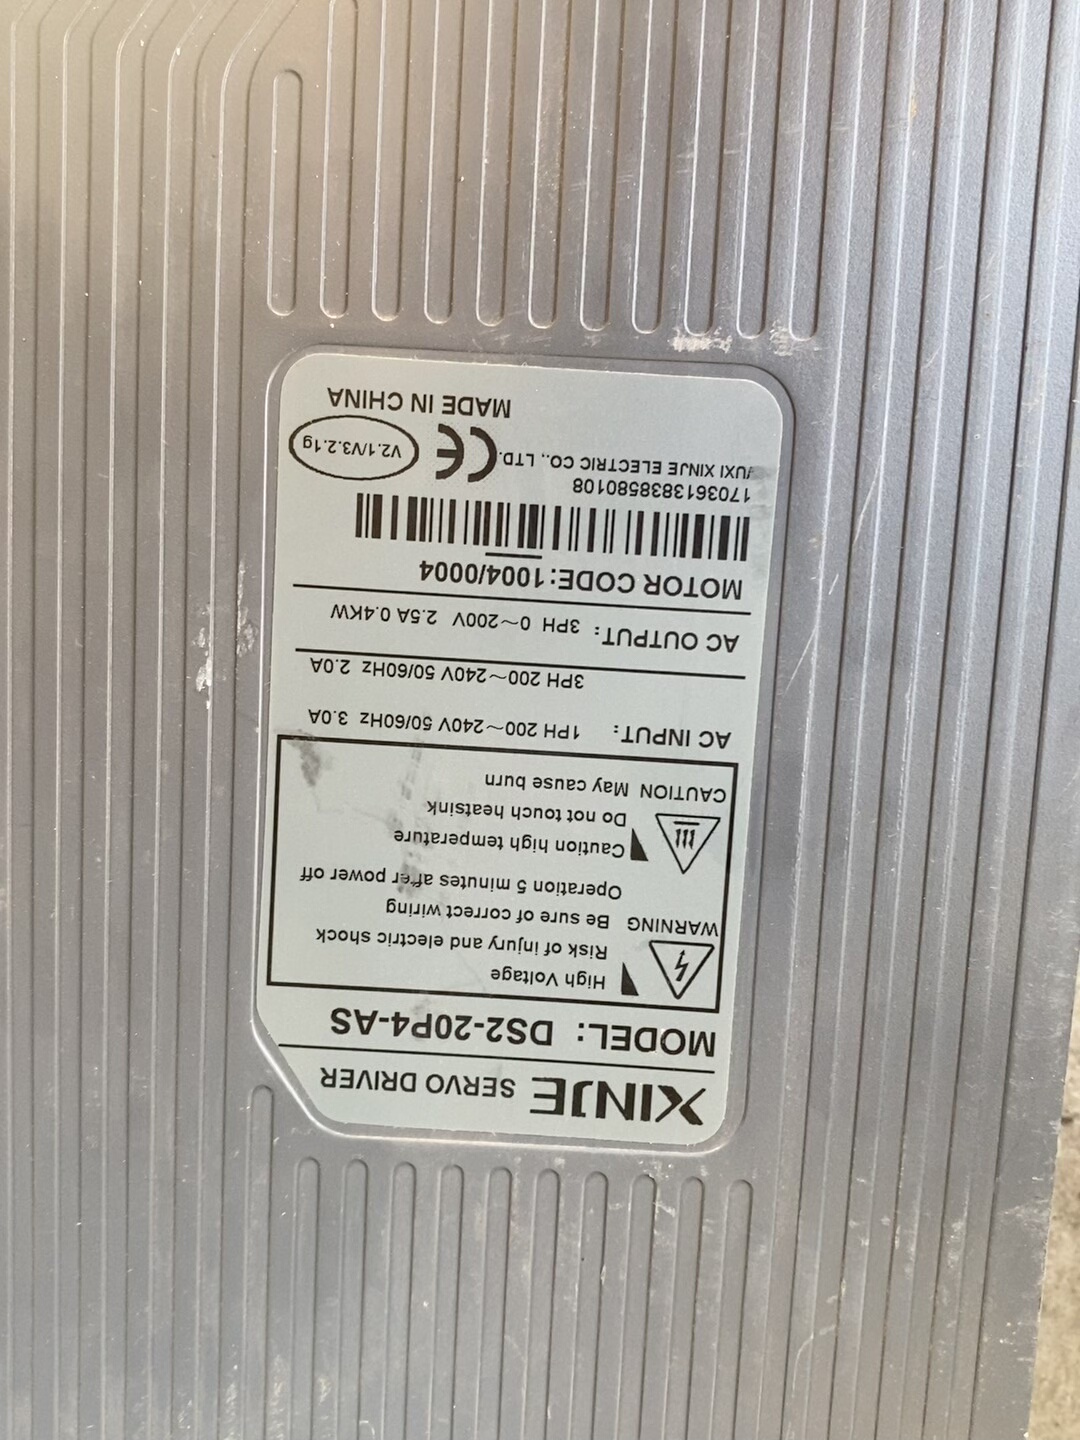 XINJE SERVO DRIVER
MODEL: DS2-20P4-AS
High Voltage
Risk of injury and electric shock
WARNING Be sure of correct wiring
Operation 5 minutes after power off
Caution high temperature
Do not touch heatsink
CAUTION May cause burn
AC INPUT: 1PH 200~240V 50/60Hz 3.0A
3PH 200~240V 50/60Hz 2.0A
AC OUTPUT: 3PH 0~200V 2.5A 0.4KW
MOTOR CODE:1004/0004
1703613838580108
XINJE ELECTRIC CO., LTD.
CE
V2.1/V3.2.1g
MADE IN CHINA